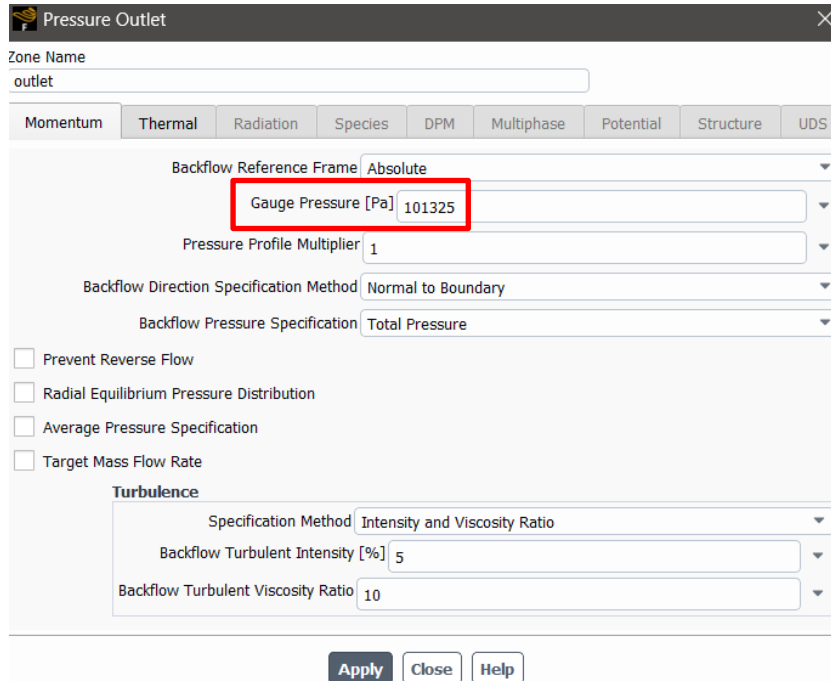 F
Pressure Outlet
Zone Name
outlet
Momentum Thermal Radiation Species DPM Multiphase Potential Structure UDS
Backflow Reference Frame Absolute
Gauge Pressure [Pa] 101325
Pressure Profile Multiplier 1
Backflow Direction Specification Method Normal to Boundary
Backflow Pressure Specification Total Pressure
Prevent Reverse Flow
Radial Equilibrium Pressure Distribution
Average Pressure Specification
Target Mass Flow Rate
Turbulence
Specification Method Intensity and Viscosity Ratio
Backflow Turbulent Intensity [%] 5
Backflow Turbulent Viscosity Ratio 10
Apply Close Help